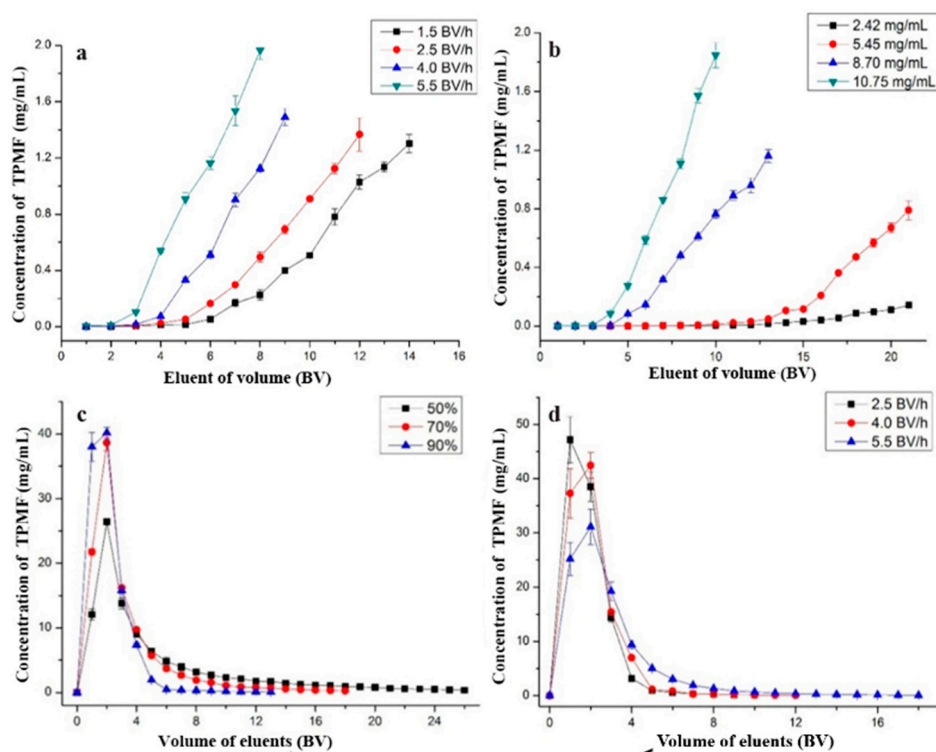 a
1.5 BV/h
2.5 BV/h
4.0 BV/h
5.5 BV/h
Concentration of TPMF (mg/mL)
2.0
1.6
1.2
0.8
0.4
0.0
0 2 4 6 8 10 12 14 16
Eluent of volume (BV)
b
2.42 mg/mL
5.45 mg/mL
8.70 mg/mL
10.75 mg/mL
Concentration of TPMF (mg/mL)
2.0
1.6
1.2
0.8
0.4
0.0
5 10 15 20
Eluent of volume (BV)
c
50%
70%
90%
Concentration of TPMF (mg/mL)
40
30
20
10
0
0 4 8 12 16 20 24
Volume of eluents (BV)
d
2.5 BV/h
4.0 BV/h
5.5 BV/h
Concentration of TPMF (mg/mL)
50
40
30
20
10
0
0 4 8 12 16
Volume of eluents (BV)